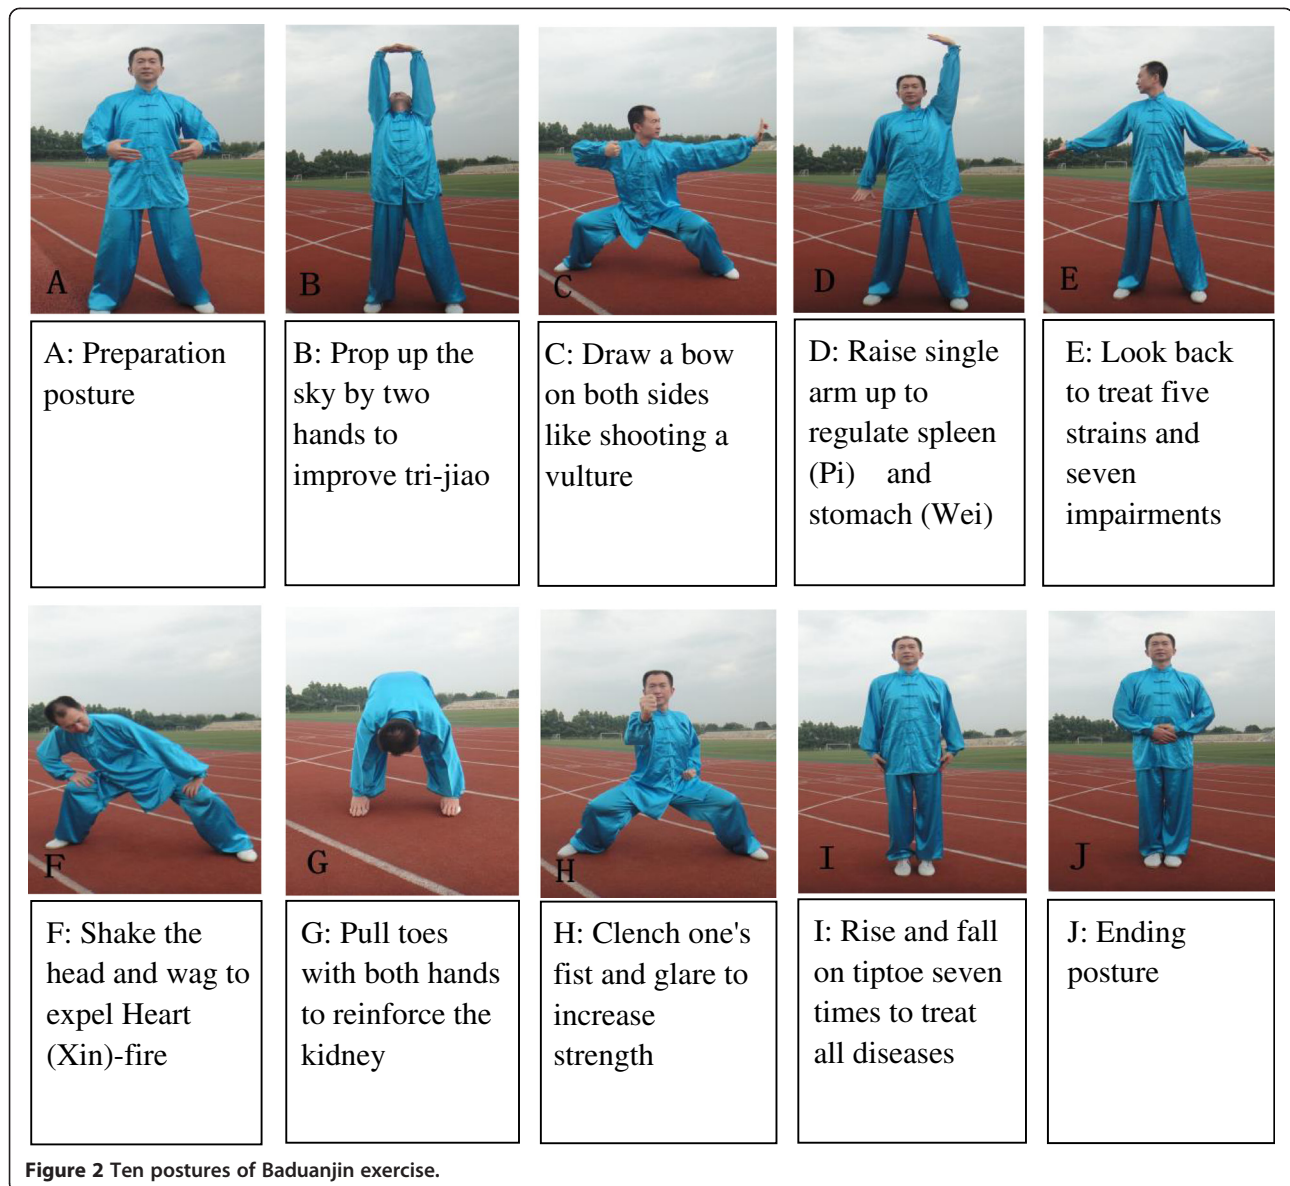 A
B
C
D
E
A: Preparation
posture
B: Prop up the
sky by two
hands to
improve tri-jiao
C: Draw a bow
on both sides
like shooting a
vulture
D: Raise single
arm up to
regulate spleen
(Pi) and
stomach (Wei)
E: Look back
to treat five
strains and
seven
impairments
F
G
H
I
J
F: Shake the
head and wag to
expel Heart
(Xin)-fire
G: Pull toes
with both hands
to reinforce the
kidney
H: Clench one's
fist and glare to
increase
strength
I: Rise and fall
on tiptoe seven
times to treat
all diseases
J: Ending
posture
Figure 2 Ten postures of Baduanjin exercise.